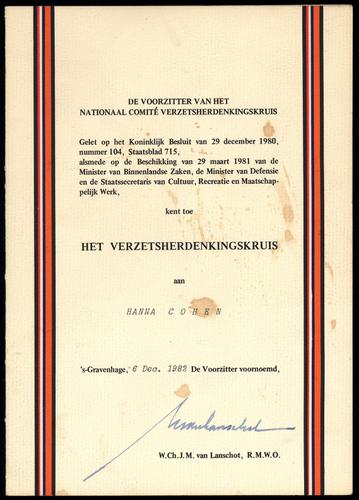 DE VOORZITTER VAN HET
NATIONAAL COMITÉ VERZETSHERDENKINGSKRUIS
Gelet op het Koninklijk Besluit van 29 december 1980,
nummer 104, Staatsblad 715,
alsmede op de Beschikking van 29 maart 1981 van de
Minister van Binnenlandse Zaken, de Minister van Defensie
en de Staatssecretaris van Cultuur, Recreatie en Maatschap-
pelijk Werk,
kent toe
HET VERZETSHERDENKINGSKRUIS
aan
HANNA COHEN
's-Gravenhage, 6 Dec. 1982 De Voorzitter voornoemd,
W.Ch.J.M. van Lanschot, R.M.W.O.